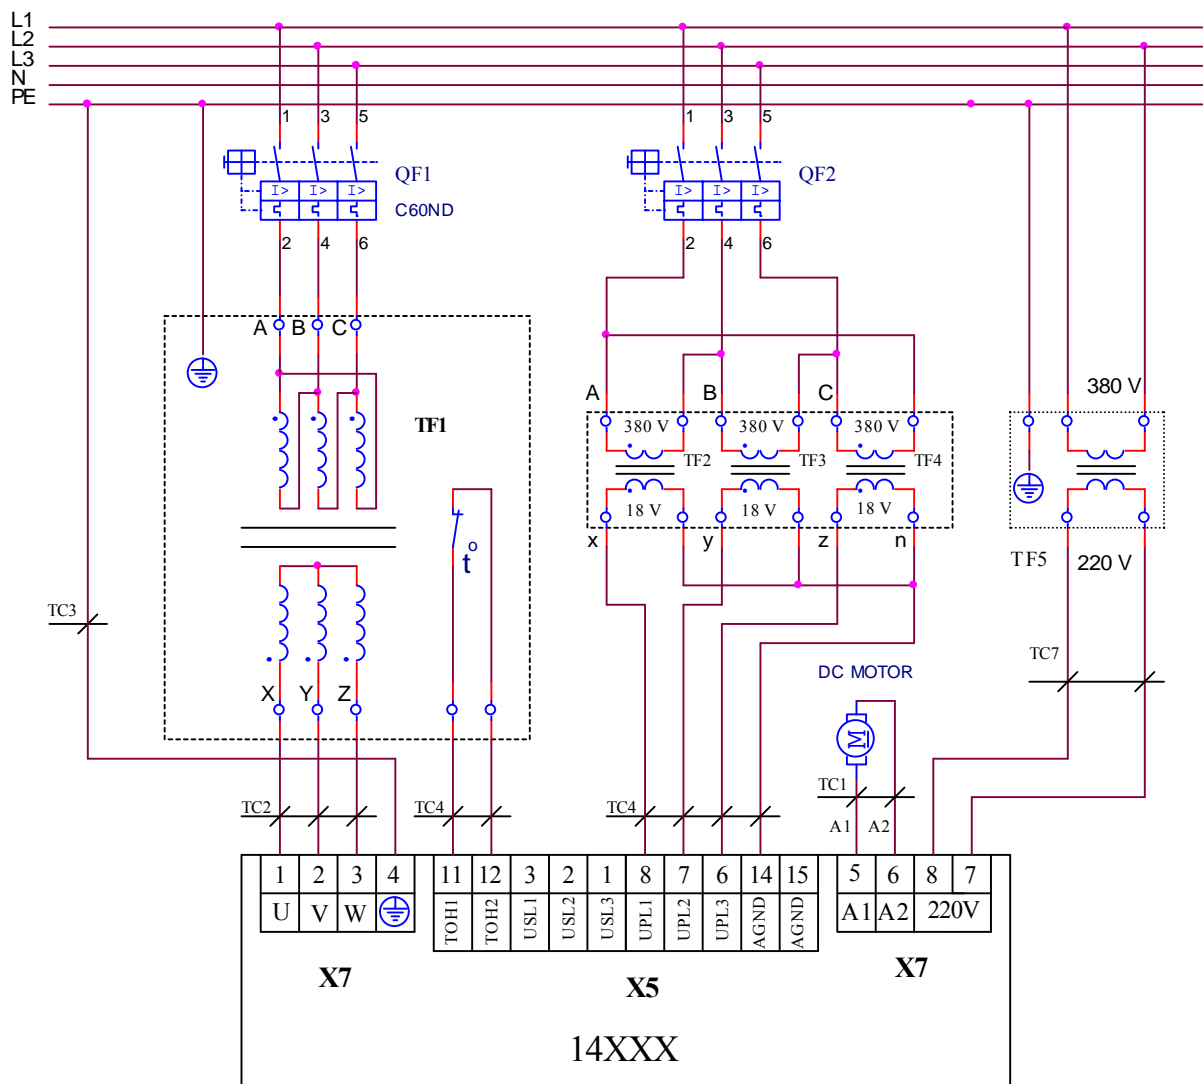 L1
L2
L3
N
PE
1 3 5
1 3 5
QF1
QF2
I> I> I>
I> I> I>
C60ND
2 4 6
2 4 6
A B C
380 V
A B C
TF1
380 V 380 V 380 V
TF2 TF3 TF4
18 V 18 V 18 V
x y z n
t°
TF5 220 V
TC3
TC7
X Y Z
DC MOTOR
M
TC2 TC4 TC4 TC1
A1 A2
1 2 3 4 11 12 3 2 1 8 7 6 14 15 5 6 8 7
U V W TOH1 TOH2 USL1 USL2 USL3 UPL1 UPL2 UPL3 AGND AGND A1 A2 220V
X7 X5 X7
14XXX